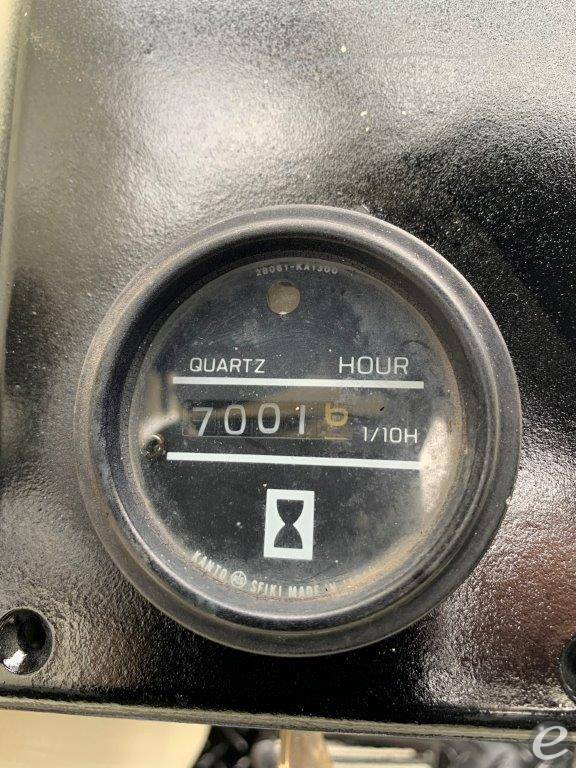 28061-KA1300
QUARTZ HOUR
70016 1/10H
KANTO SEIKI MADE IN
e